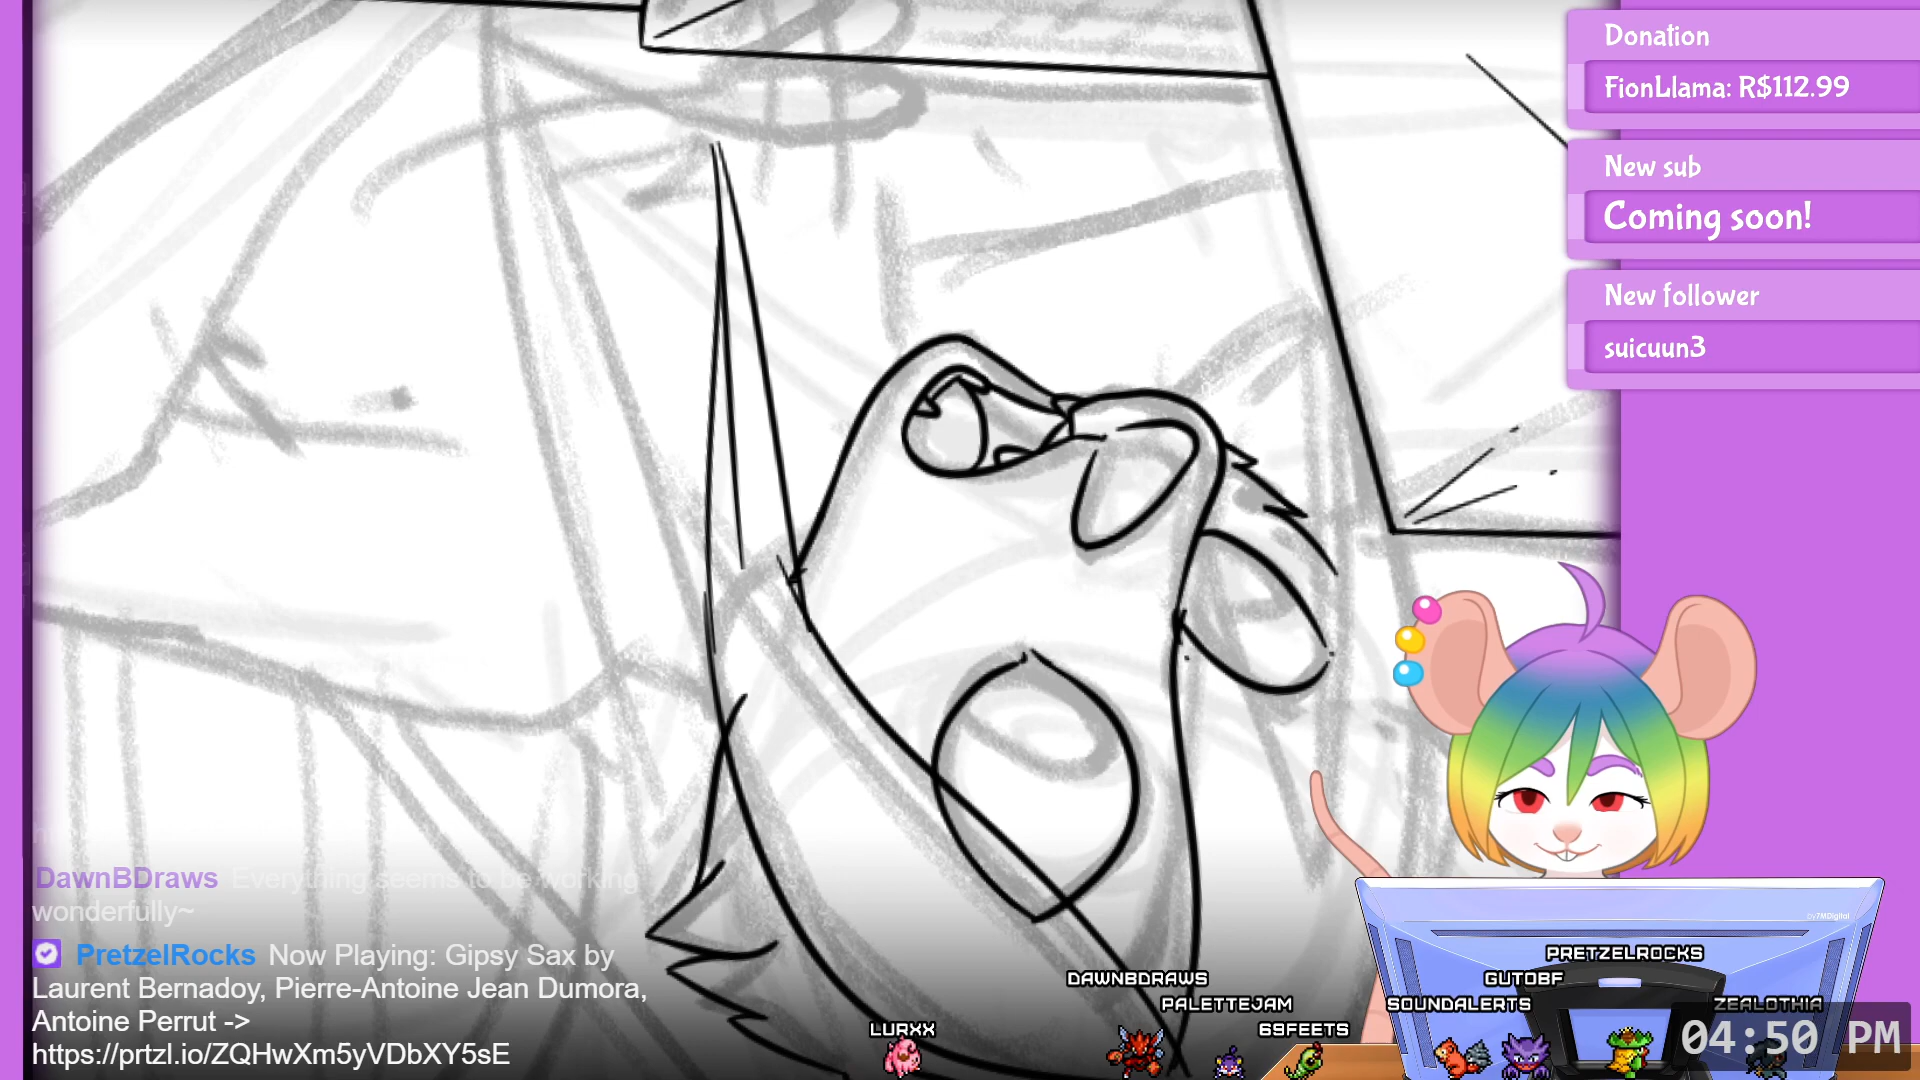 Donation
FionLlama: R$112.99
New sub
Coming soon!
New follower
suicuun3
DawnBDraws Everything seems to be working
wonderfully~
PretzelRocks Now Playing: Gipsy Sax by
Laurent Bernadoy, Pierre-Antoine Jean Dumora,
Antoine Perrut ->
https://prtzl.io/ZQHwXm5yVDbXY5sE
by7MDigital
PRETZELROCKS
DAWNBDRAWS
GUTOBF
PALETTEJAM
SOUNDALERTS
ZEALOTHIA
LURXX
69FEETS
04:50 PM